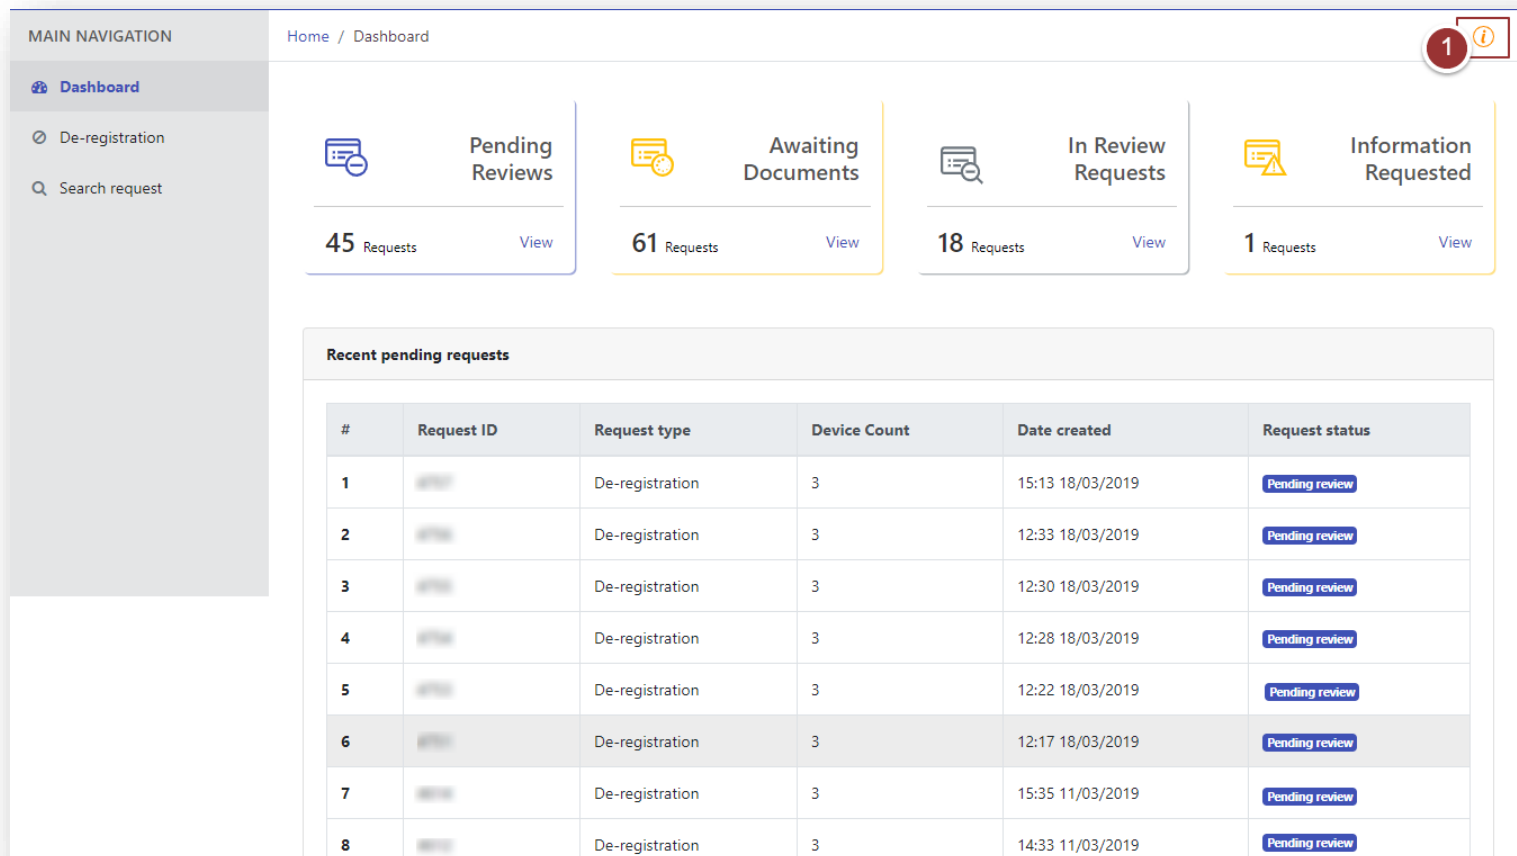 MAIN NAVIGATION
Home / Dashboard
1
i
Dashboard
De-registration
Search request
Pending
Reviews
45 Requests View
Awaiting
Documents
61 Requests View
In Review
Requests
18 Requests View
Information
Requested
1 Requests View
Recent pending requests
# Request ID Request type Device Count Date created Request status
1 De-registration 3 15:13 18/03/2019 Pending review
2 De-registration 3 12:33 18/03/2019 Pending review
3 De-registration 3 12:30 18/03/2019 Pending review
4 De-registration 3 12:28 18/03/2019 Pending review
5 De-registration 3 12:22 18/03/2019 Pending review
6 De-registration 3 12:17 18/03/2019 Pending review
7 De-registration 3 15:35 11/03/2019 Pending review
8 De-registration 3 14:33 11/03/2019 Pending review